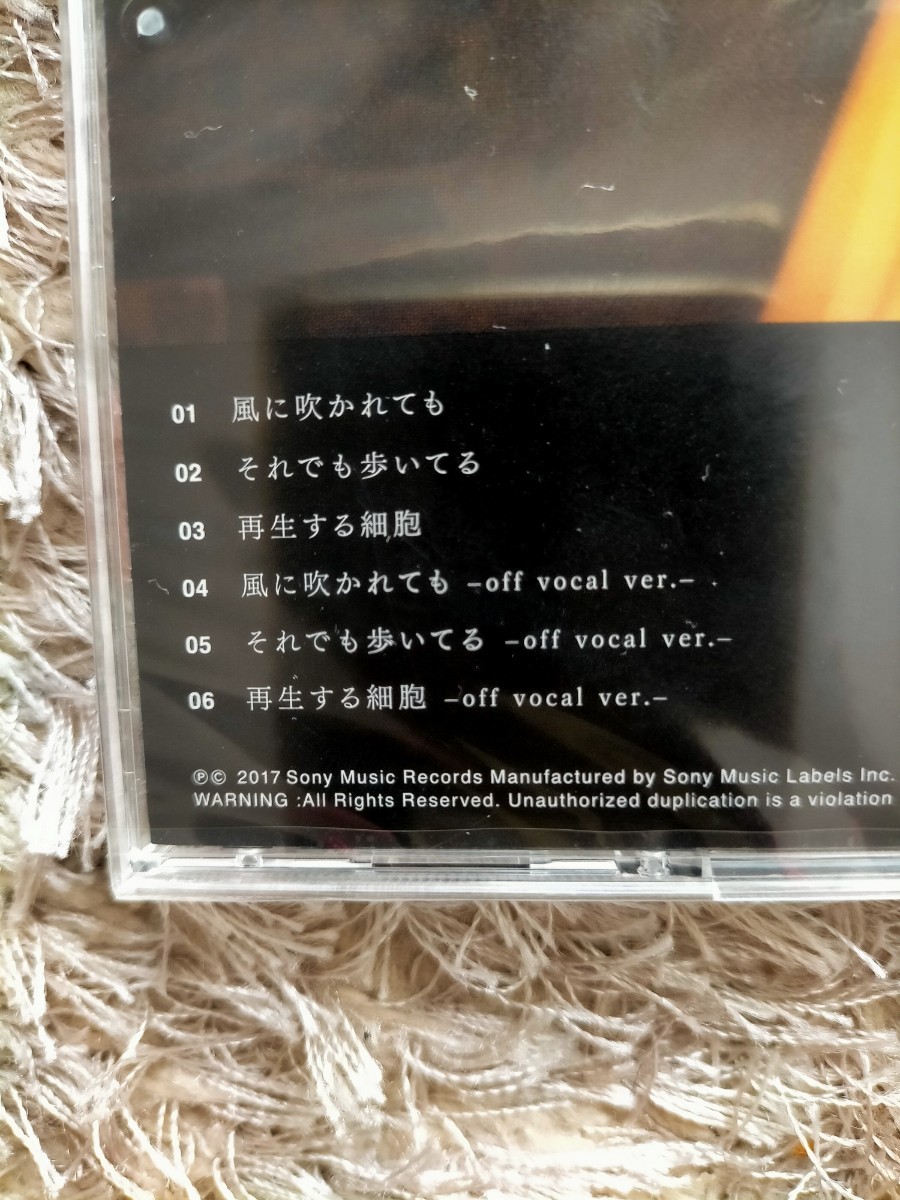 01 風に吹かれても
02 それでも歩いてる
03 再生する細胞
04 風に吹かれても –off vocal ver.–
05 それでも歩いてる –off vocal ver.–
06 再生する細胞 –off vocal ver.–
℗© 2017 Sony Music Records Manufactured by Sony Music Labels Inc.
WARNING :All Rights Reserved. Unauthorized duplication is a violation